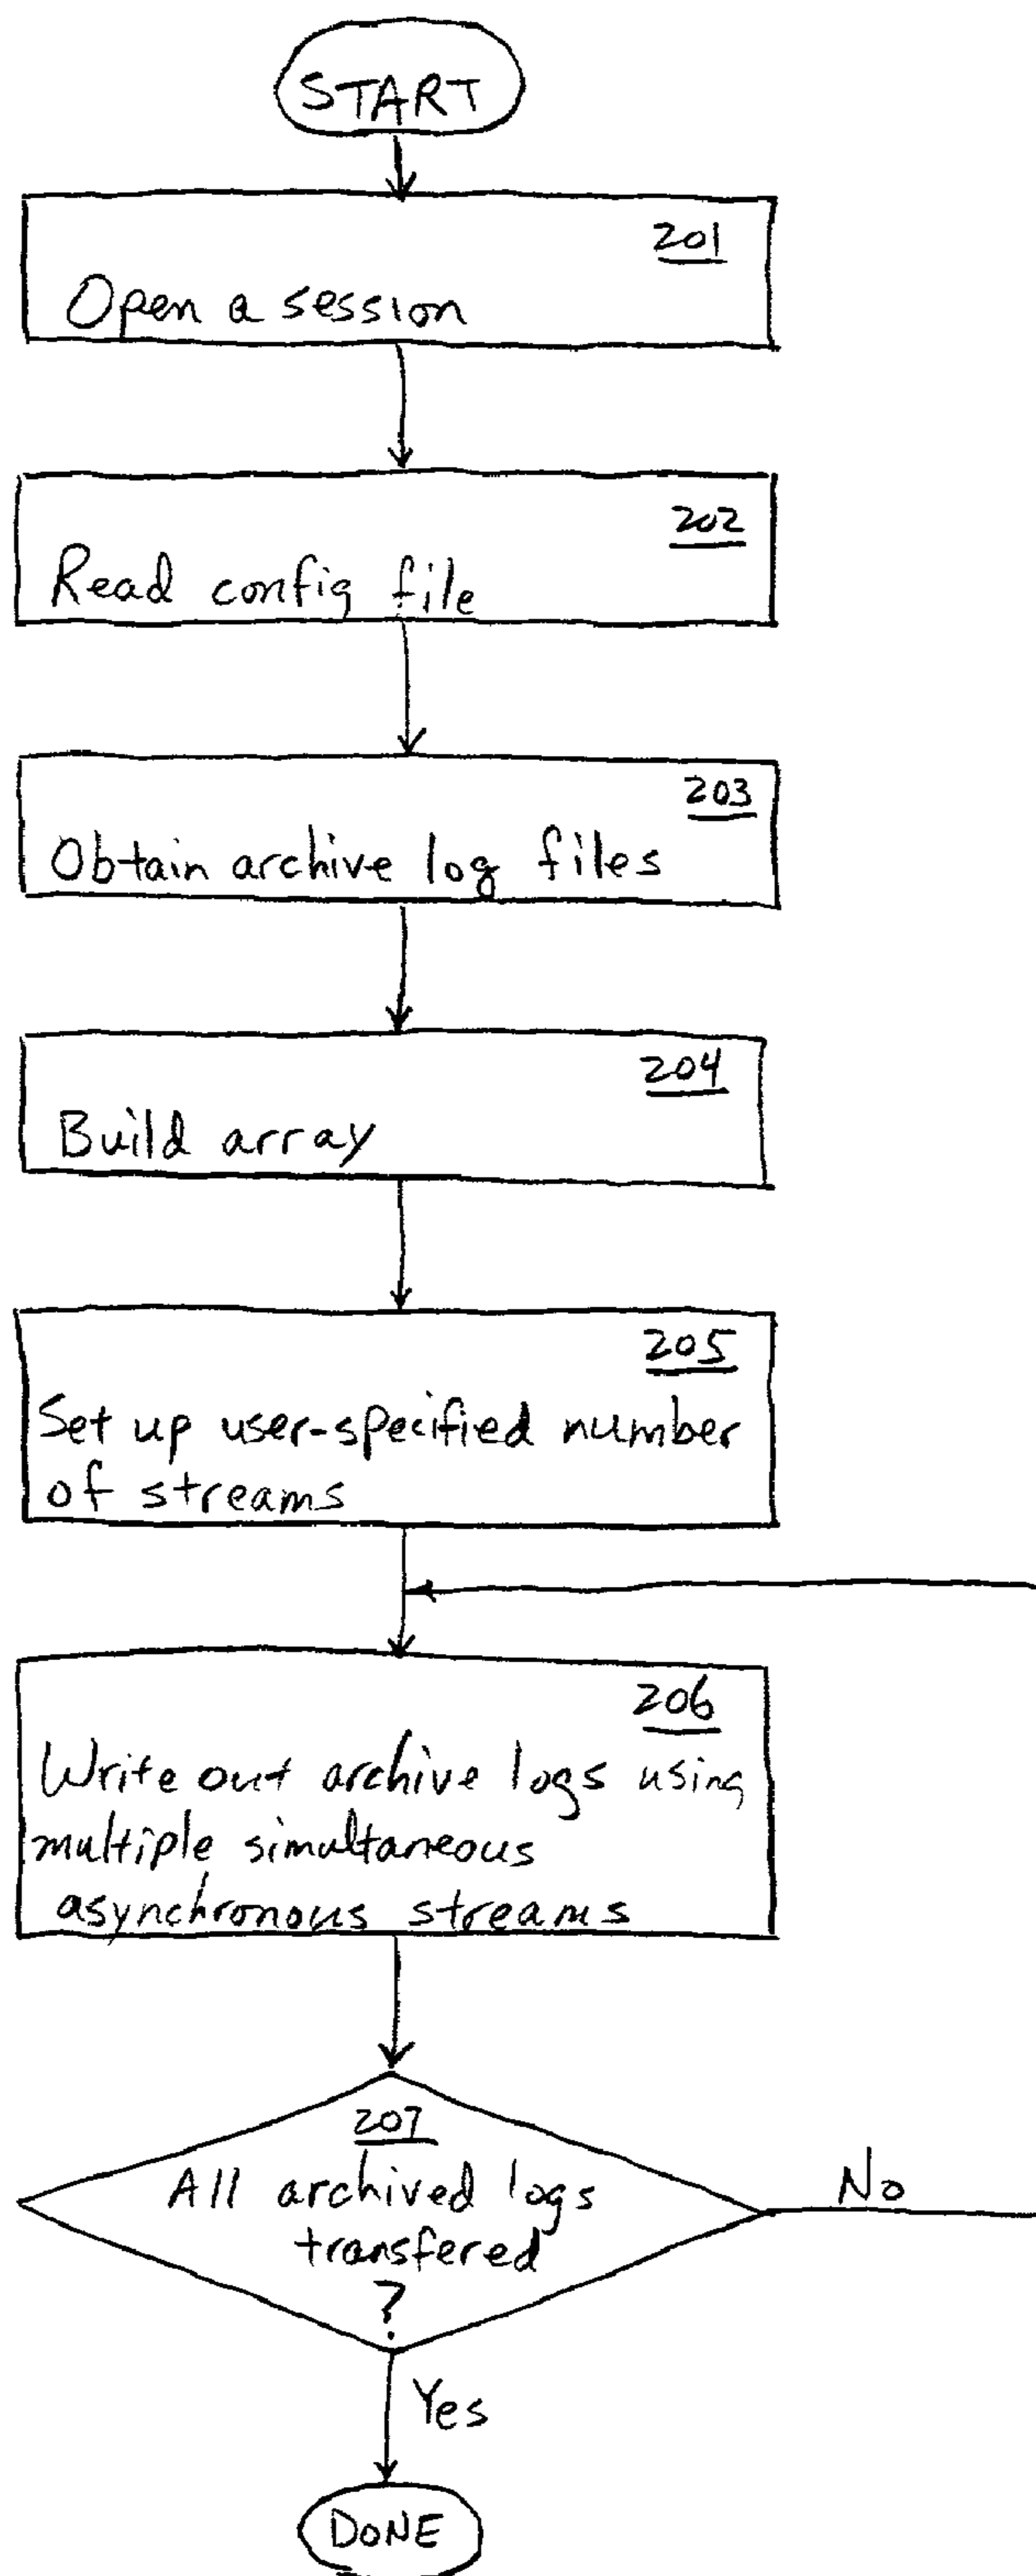 START
201
Open a session
202
Read config file
203
Obtain archive log files
204
Build array
205
Set up user-specified number
of streams
206
Write out archive logs using
multiple simultaneous
asynchronous streams
207
All archived logs
transfered
?
No
Yes
DONE